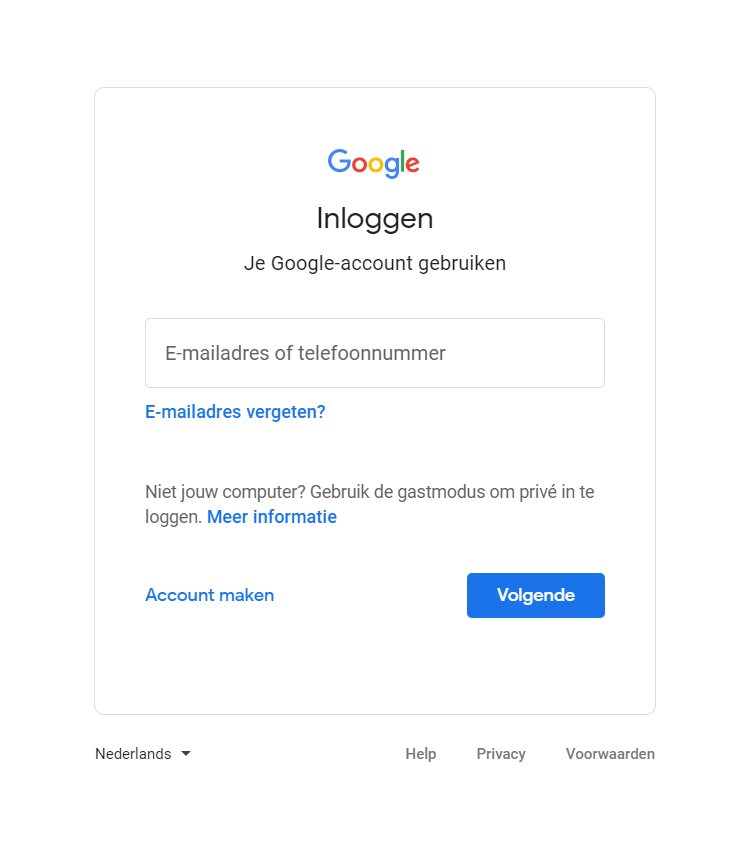 Google
Inloggen
Je Google-account gebruiken
E-mailadres of telefoonnummer
E-mailadres vergeten?
Niet jouw computer? Gebruik de gastmodus om privé in te
loggen. Meer informatie
Account maken
Volgende
Nederlands
Help
Privacy
Voorwaarden